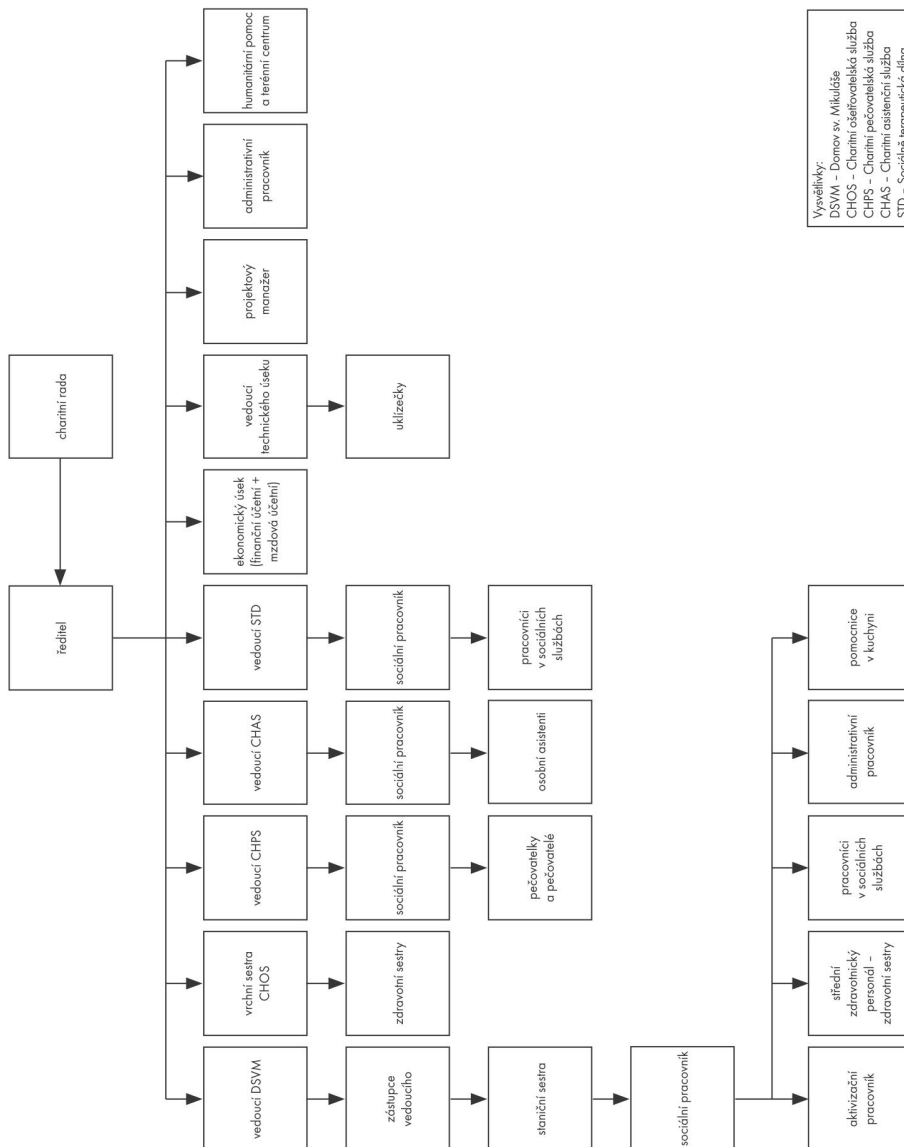 ředitel
charitní rada
vedoucí DSVM
vrchní sestra
CHOS
vedoucí CHPS
vedoucí CHAS
vedoucí STD
ekonomický úsek
(finanční účetní +
mzdová účetní)
vedoucí
technického úseku
projektový
manažer
administrativní
pracovník
humanitární pomoc
a terénní centrum
zástupce
vedoucího
zdravotní sestry
sociální pracovník
sociální pracovník
sociální pracovník
uklízečky
staniční sestra
pečovatelky
a pečovatelé
osobní asistenti
pracovníci
v sociálních
službách
sociální pracovník
aktivizační
pracovník
střední
zdravotnický
personál –
zdravotní sestry
pracovníci
v sociálních
službách
administrativní
pracovník
pomocnice
v kuchyni
Vysvětlivky:
DSVM – Domov sv. Mikuláše
CHOS – Charitní ošetřovatelská služba
CHPS – Charitní pečovatelská služba
CHAS – Charitní asistenční služba
STD – Sociálně terapeutická dílna